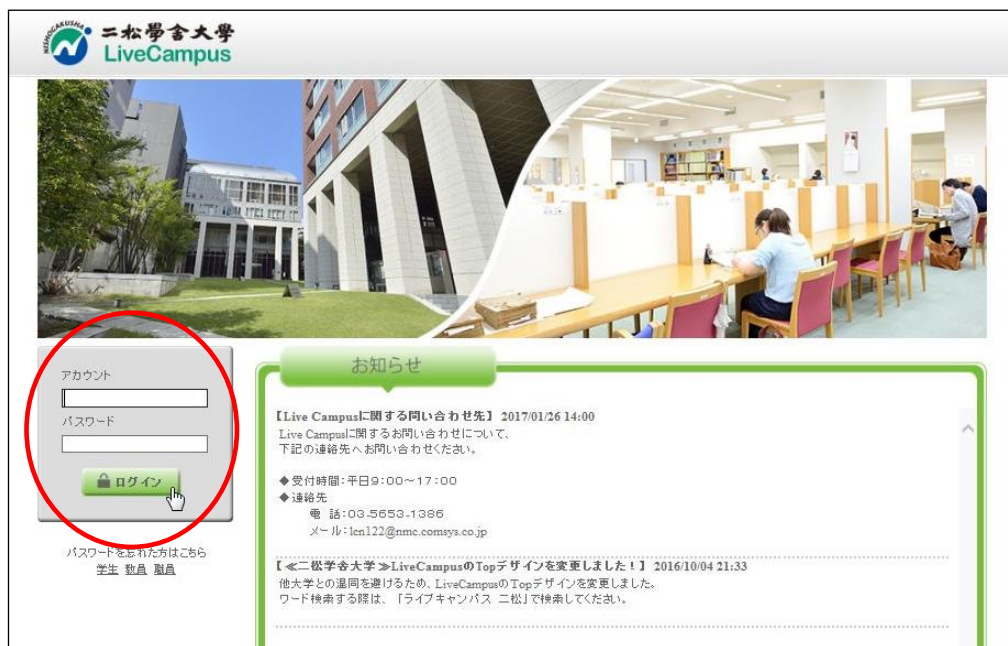 NISHOGAKUSHA
二松學舎大學
LiveCampus
アカウント
パスワード
ログイン
パスワードを忘れた方はこちら
学生 教員 職員
お知らせ
【Live Campusに関する問い合わせ先】 2017/01/26 14:00
Live Campusに関するお問い合わせについて、
下記の連絡先へお問い合わせください。
◆受付時間:平日9:00～17:00
◆連絡先
電 話:03-5653-1386
メール:lcn122@nmc.comsys.co.jp
【≪二松学舎大学≫LiveCampusのTopデザインを変更しました！】 2016/10/04 21:33
他大学との混同を避けるため、LiveCampusのTopデザインを変更しました。
ワード検索する際は、「ライブキャンパス 二松」で検索してください。